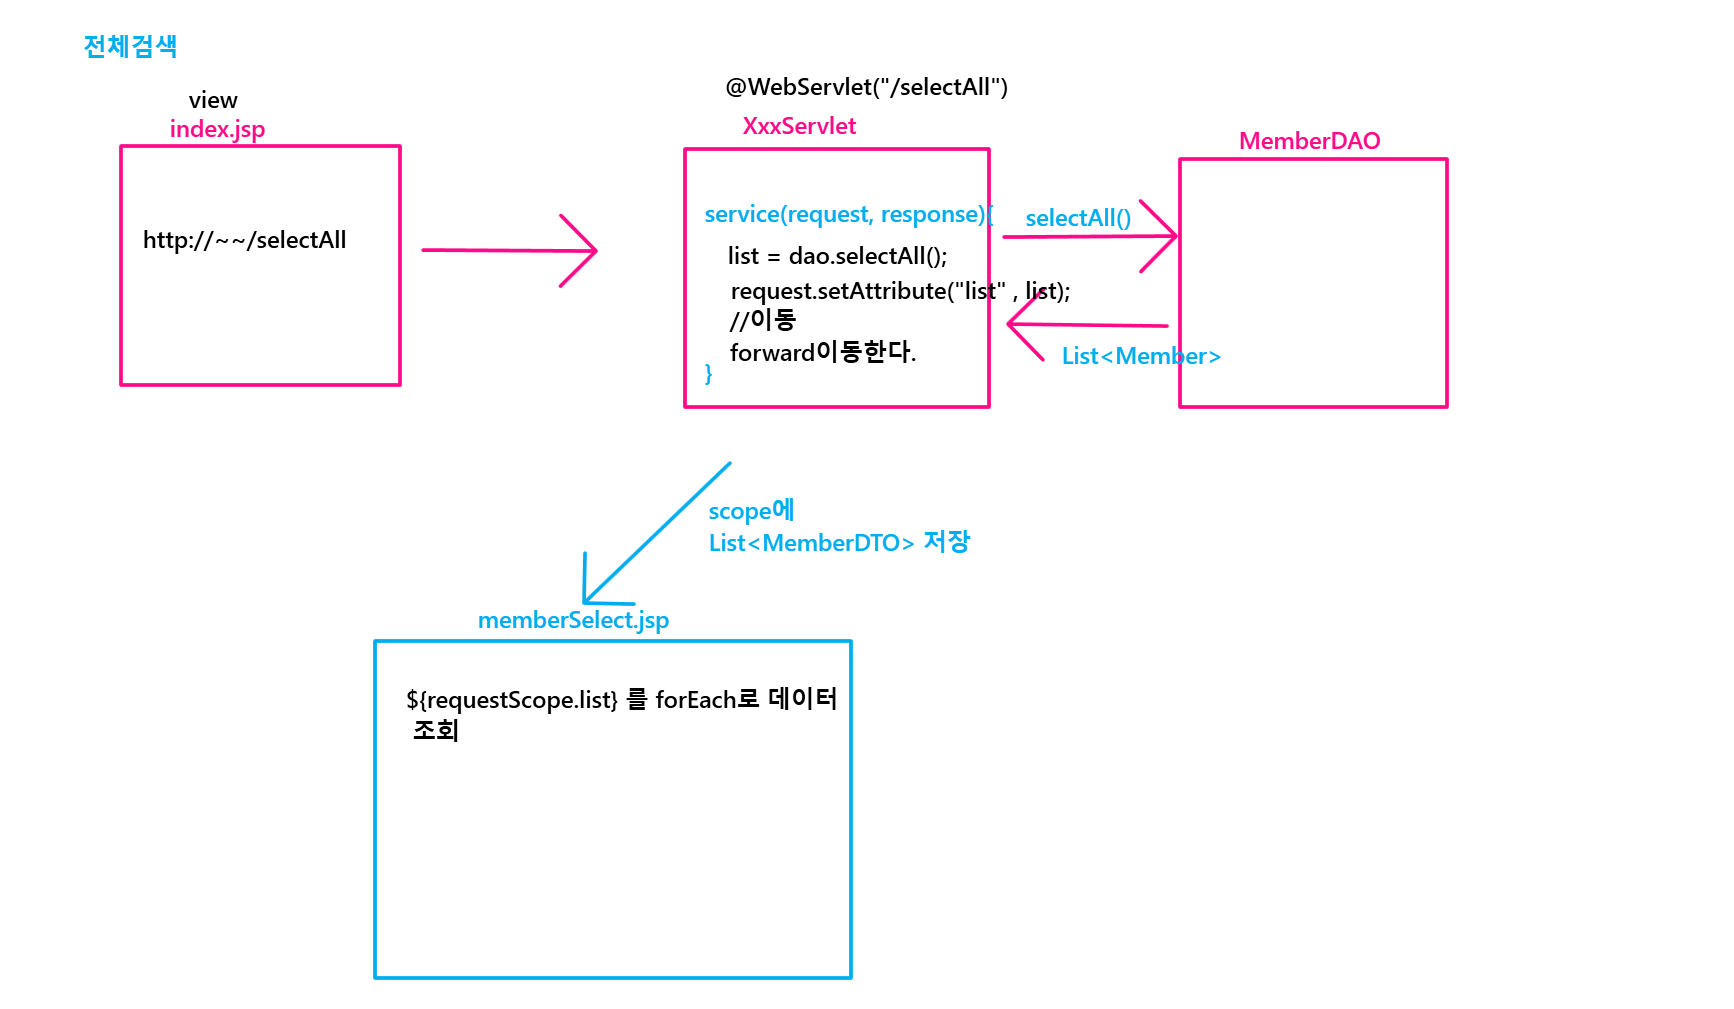 전체검색
view
index.jsp
http://~~/selectAll
@WebServlet("/selectAll")
XxxServlet
service(request, response){
list = dao.selectAll();
request.setAttribute("list" , list);
//이동
forward이동한다.
}
selectAll()
List<Member>
MemberDAO
scope에
List<MemberDTO> 저장
memberSelect.jsp
${requestScope.list} 를 forEach로 데이터
조회